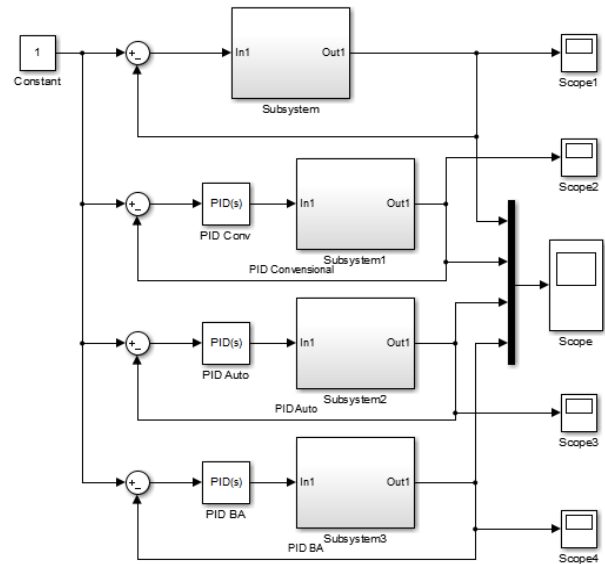 1
Constant
+
−
In1
Out1
Subsystem
Scope1
+
−
PID(s)
PID Conv
In1
Out1
Subsystem1
PID Convensional
Scope2
Scope
+
−
PID(s)
PID Auto
In1
Out1
Subsystem2
PID Auto
Scope3
+
−
PID(s)
PID BA
In1
Out1
Subsystem3
PID BA
Scope4